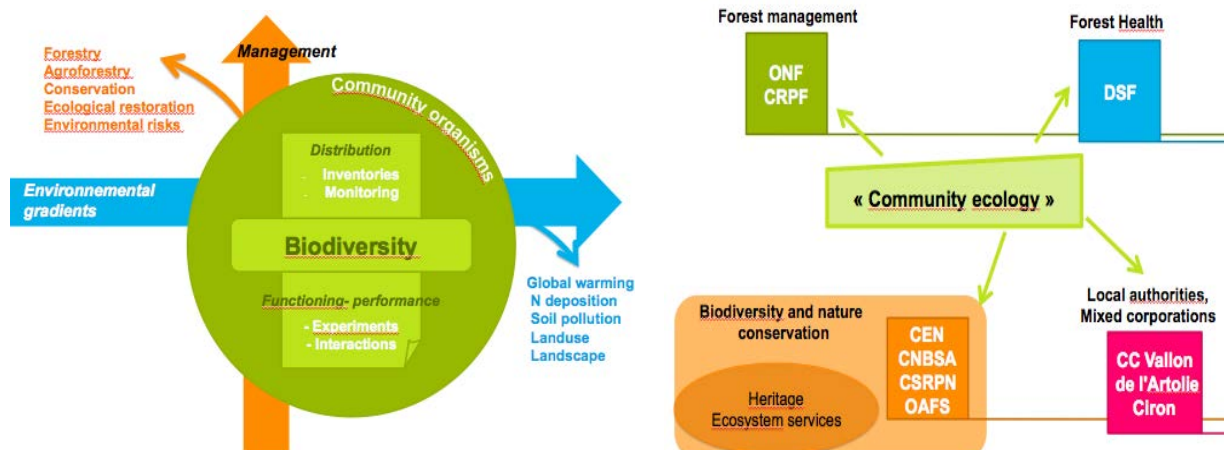 Management
Forestry
Agroforestry
Conservation
Ecological restoration
Environmental risks
Community organisms
Distribution
- Inventories
- Monitoring
Environnemental
gradients
Biodiversity
Functioning- performance
- Experiments
- Interactions
Global warming
N deposition
Soil pollution
Landuse
Landscape
Forest management
ONF
CRPF
Forest Health
DSF
« Community ecology »
Biodiversity and nature
conservation
CEN
CNBSA
CSRPN
OAFS
Heritage
Ecosystem services
Local authorities,
Mixed corporations
CC Vallon
de l'Artolie
Ciron